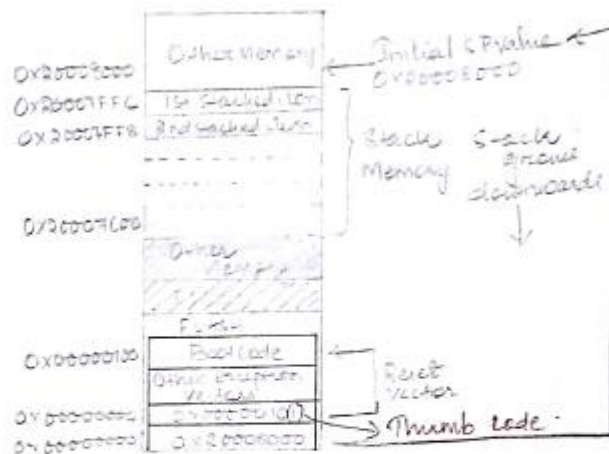 Other Memory
Initial SP value
0x20008000
0x20008000
0x20007FFC
1st Stacked Item
0x20007FF8
2nd Stacked Item
Stack
Memory
Stack
grows
downwards
0x20007C00
Other
Memory
FLASH
0x00000100
Boot code
Other Exception
Vectors
Reset
Vector
0x00000101
Thumb code.
0x00000000
0x20008000